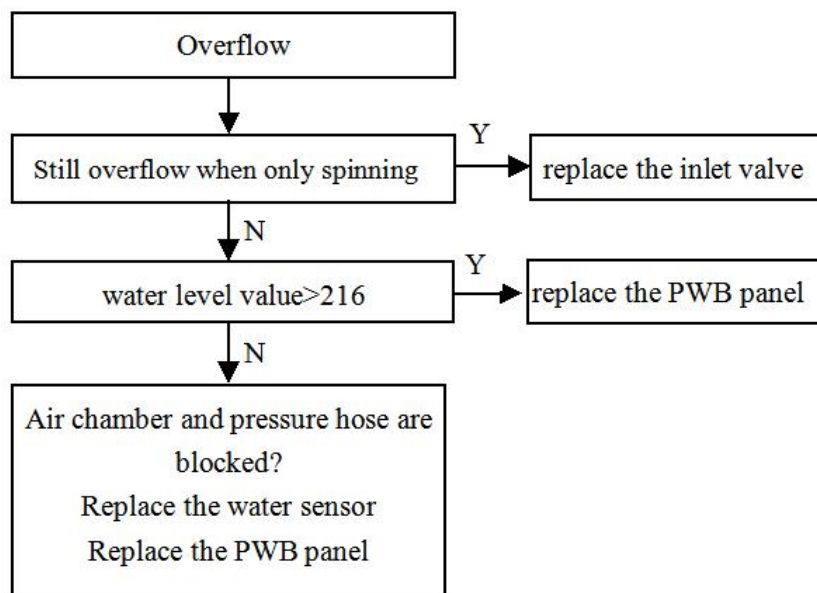 Overflow
Still overflow when only spinning
Y
replace the inlet valve
N
water level value>216
Y
replace the PWB panel
N
Air chamber and pressure hose are
blocked?
Replace the water sensor
Replace the PWB panel